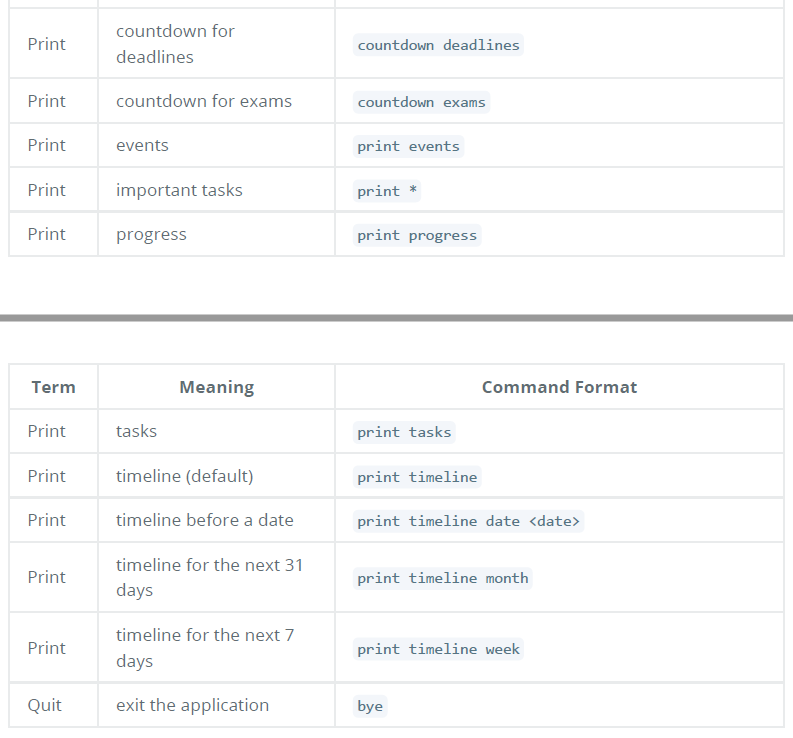 Print countdown for deadlines countdown deadlines
Print countdown for exams countdown exams
Print events print events
Print important tasks print *
Print progress print progress
Term Meaning Command Format
Print tasks print tasks
Print timeline (default) print timeline
Print timeline before a date print timeline date <date>
Print timeline for the next 31 days print timeline month
Print timeline for the next 7 days print timeline week
Quit exit the application bye